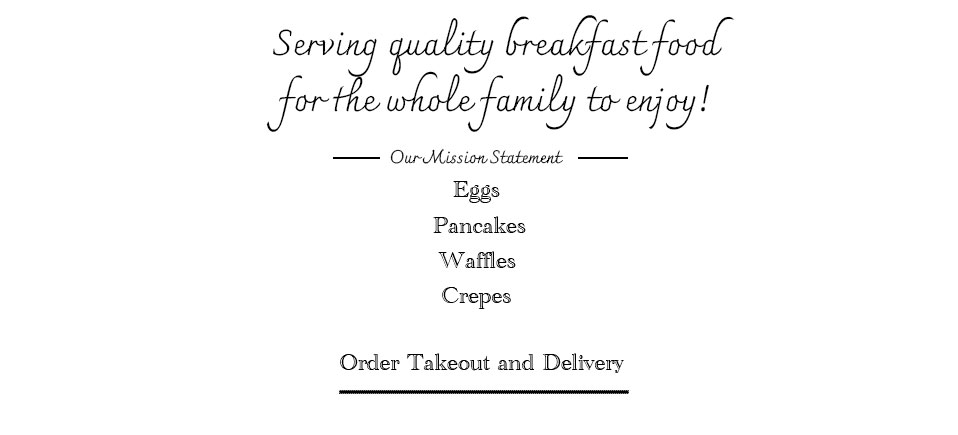 Serving quality breakfast food
for the whole family to enjoy!
Our Mission Statement
Eggs
Pancakes
Waffles
Crepes
Order Takeout and Delivery